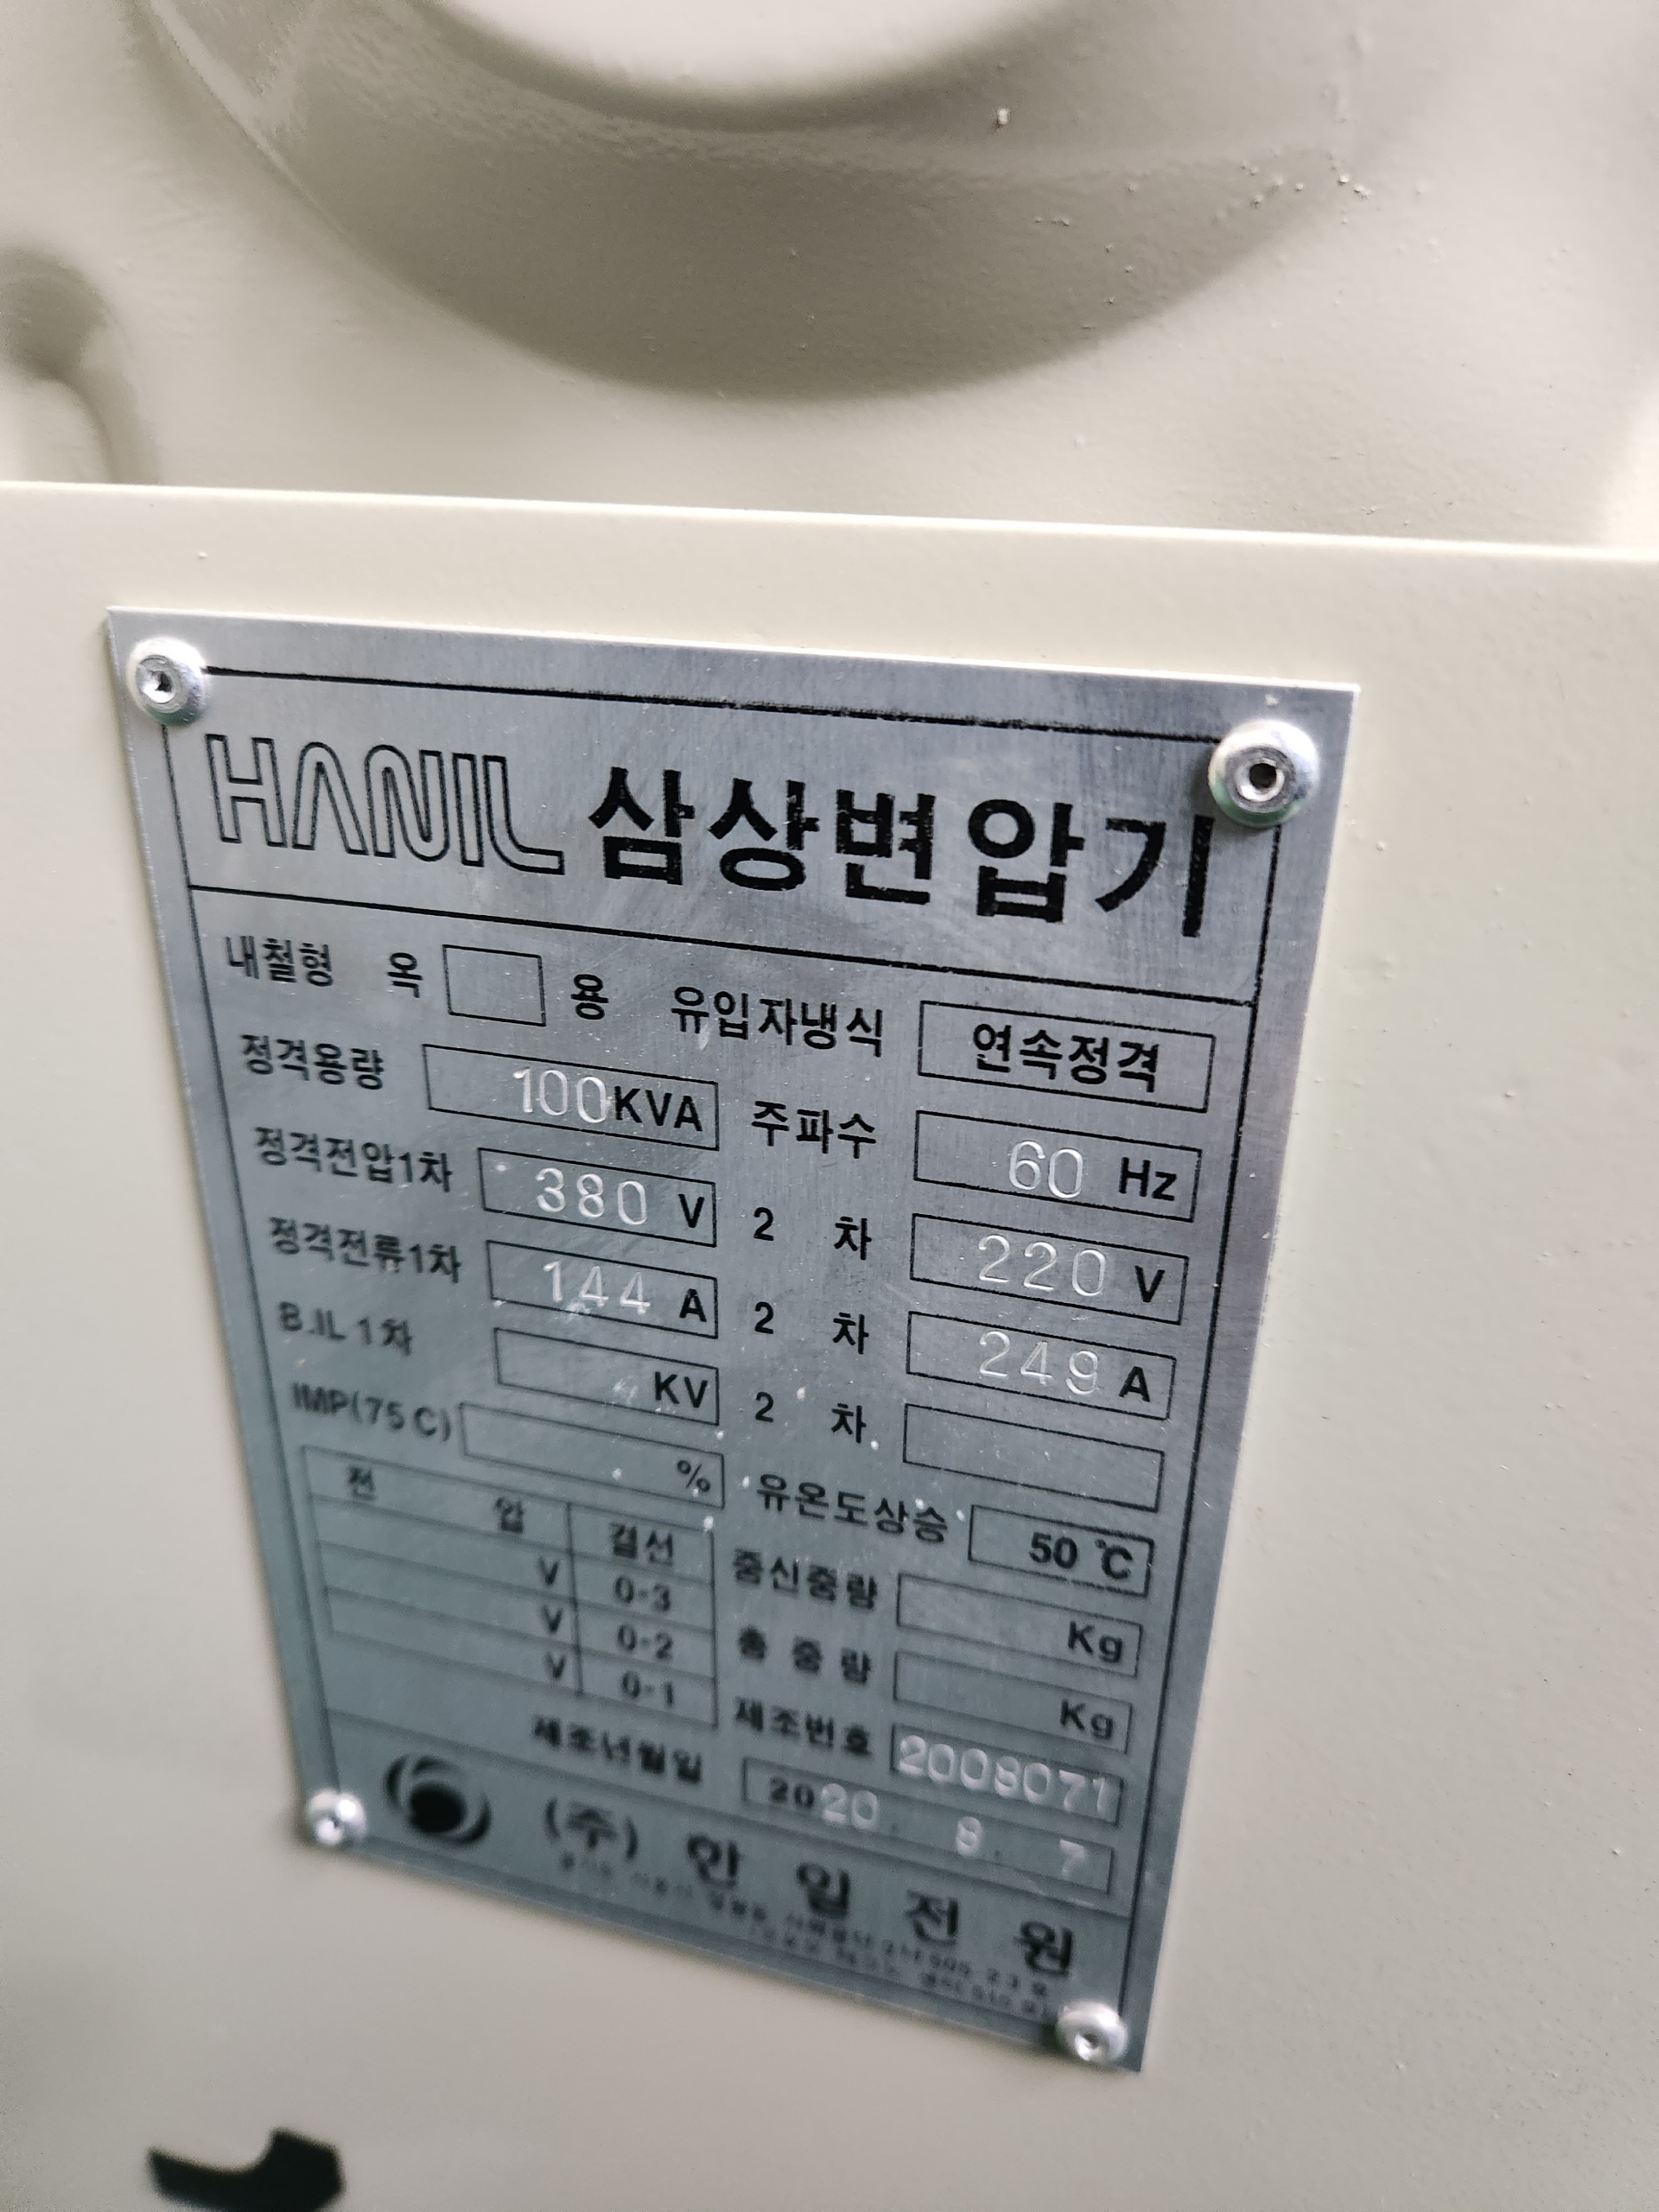 HANIL 삼상변압기
내철형 옥 용 유입자냉식 연속정격
정격용량 100KVA 주파수 60 Hz
정격전압1차 380 V 2 차 220 V
정격전류1차 144 A 2 차 249 A
B.IL 1차 KV 2 차
IMP(75 C) % 유온도상승 50 ℃
전 압 결선 중신중량 Kg
V 0-3
V 0-2 총 중 량 Kg
V 0-1 제조번호 2008071
제조년월일 2020. 8. 7
(주) 한 일 전 원